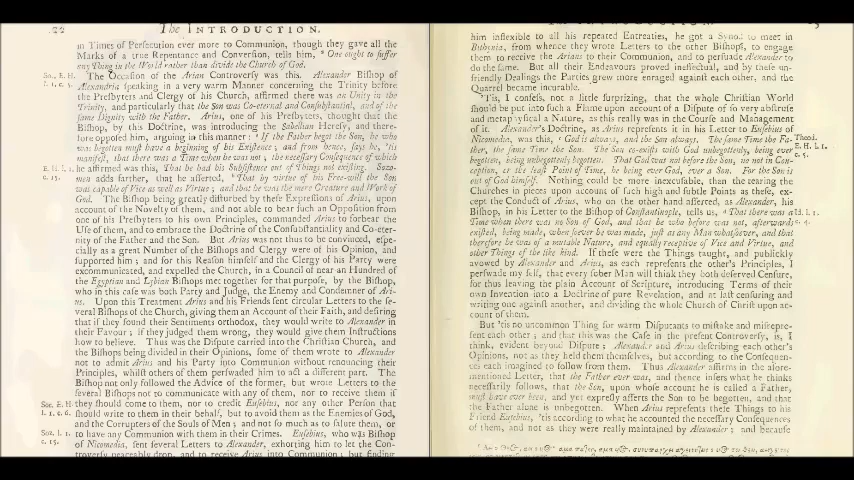 22 The INTRODUCTION.
in Times of Persecution ever more to Communion, though they gave all the
Marks of a true Repentance and Conversion, tells him, * One ought to suffer
any Thing in the World rather than divide the Church of God.
So., E. H. The Occasion of the Arian Controversy was this. Alexander Bishop of
l. 1. c. 5. Alexandria speaking in a very warm Manner concerning the Trinity before
the Presbyters and Clergy of his Church, affirmed there was an Unity in the
Trinity, and particularly that the Son was Co-eternal and Consubstantial, and of the
same Dignity with the Father. Arius, one of his Presbyters, thought that the
Bishop, by this Doctrine, was introducing the Sabellian Heresy, and there-
fore opposed him, arguing in this manner: If the Father begot the Son, he who
was begotten must have a beginning of his Existence; and from hence, says he, 'tis
manifest, that there was a Time when he was not; the necessary Consequence of which
E. H. l. 1. he affirmed was this, That he had his Subsistence out of Things not existing. Sozo-
c. 15. men adds farther, that he asserted, That by virtue of his Free-will the Son
was capable of Vice as well as Virtue; and that he was the mere Creature and Work of
God. The Bishop being greatly disturbed by these Expressions of Arius, upon
account of the Novelty of them, and not able to bear such an Opposition from
one of his Presbyters to his own Principles, commanded Arius to forbear the
Use of them, and to embrace the Doctrine of the Consubstantiality and Co-eter-
nity of the Father and the Son. But Arius was not thus to be convinced, espe-
cially as a great Number of the Bishops and Clergy were of his Opinion, and
supported him; and for this Reason himself and the Clergy of his Party were
excommunicated, and expelled the Church, in a Council of near an Hundred of
the Egyptian and Lybian Bishops met together for that purpose, by the Bishop,
who in this case was both Party and Judge, the Enemy and Condemner of Ari-
us. Upon this Treatment Arius and his Friends sent circular Letters to the se-
veral Bishops of the Church, giving them an Account of their Faith, and desiring
that if they found their Sentiments orthodox, they would write to Alexander in
their Favour; if they judged them wrong, they would give them Instructions
how to believe. Thus was the Dispute carried into the Christian Church, and
the Bishops being divided in their Opinions, some of them wrote to Alexander
not to admit Arius and his Party into Communion without renouncing their
Principles, whilst others of them perswaded him to act a different part. The
Bishop not only followed the Advice of the former, but wrote Letters to the
several Bishops not to communicate with any of them, nor to receive them if
Soc. E. H. they should come to them, nor to credit Eusebius, nor any other Person that
l. 1. c. 6. should write to them in their behalf, but to avoid them as the Enemies of God,
and the Corrupters of the Souls of Men; and not so much as to salute them, or
Soz. l. 1. to have any Communion with them in their Crimes. Eusebius, who was Bishop
c. 15. of Nicomedia, sent several Letters to Alexander, exhorting him to let the Con-
troversy peaceably drop, and to receive Arius into Communion; but finding
him inflexible to all his repeated Entreaties, he got a Synod to meet in
Bithynia, from whence they wrote Letters to the other Bishops, to engage
them to receive the Arians to their Communion, and to persuade Alexander to
do the same. But all their Endeavours proved ineffectual, and by these un-
friendly Dealings the Parties grew more enraged against each other, and the
Quarrel became incurable.
'Tis, I confess, not a little surprizing, that the whole Christian World
should be put into such a Flame upon account of a Dispute of so very abstruse
and metaphysical a Nature, as this really was in the Course and Management
of it. Alexander's Doctrine, as Arius represents it in his Letter to Eusebius of
Nicomedia, was this, God is always, and the Son always. The same Time the Fa- Theod.
ther, the same Time the Son. The Son co-exists with God unbegottenly, being ever E. H. l. 1.
begotten, being unbegottenly begotten. That God was not before the Son, no not in Con- c. 5.
ception, or the least Point of Time, he being ever God, ever a Son. For the Son is
out of God himself. Nothing could be more inexcusable, than the tearing the
Churches in pieces upon account of such high and subtle Points as these, ex-
cept the Conduct of Arius, who on the other hand asserted, as Alexander, his
Bishop, in his Letter to the Bishop of Constantinople, tells us, That there was a
Time when there was no Son of God, and that he who before was not, afterwards
existed, being made, whensoever he was made, just as any Man whatsoever, and that
therefore he was of a mutable Nature, and equally receptive of Vice and Virtue, and
other Things of the like kind. If these were the Things taught, and publickly
avowed by Alexander and Arius, as each represents the other's Principles, I
perswade my self, that every sober Man will think they both deserved Censure,
for thus leaving the plain Account of Scripture, introducing Terms of their
own Invention into a Doctrine of pure Revelation, and at last censuring and
writing one against another, and dividing the whole Church of Christ upon ac-
count of them.
But 'tis no uncommon Thing for warm Disputants to mistake and misrepre-
sent each other; and that this was the Case in the present Controversy, is, I
think, evident beyond Dispute; Alexander and Arius describing each other's
Opinions, not as they held them themselves, but according to the Consequen-
ces each imagined to follow from them. Thus Alexander affirms in the afore-
mentioned Letter, that the Father ever was, and thence infers what he thinks
necessarily follows, that the Son, upon whose account he is called a Father,
must have been, and yet expressly asserts the Son to be begotten, and that
the Father alone is unbegotten. When Arius represents these Things to his
Friend Eusebius, 'tis according to what he accounted the necessary Consequences
of them, and not as they were really maintained by Alexander; and because